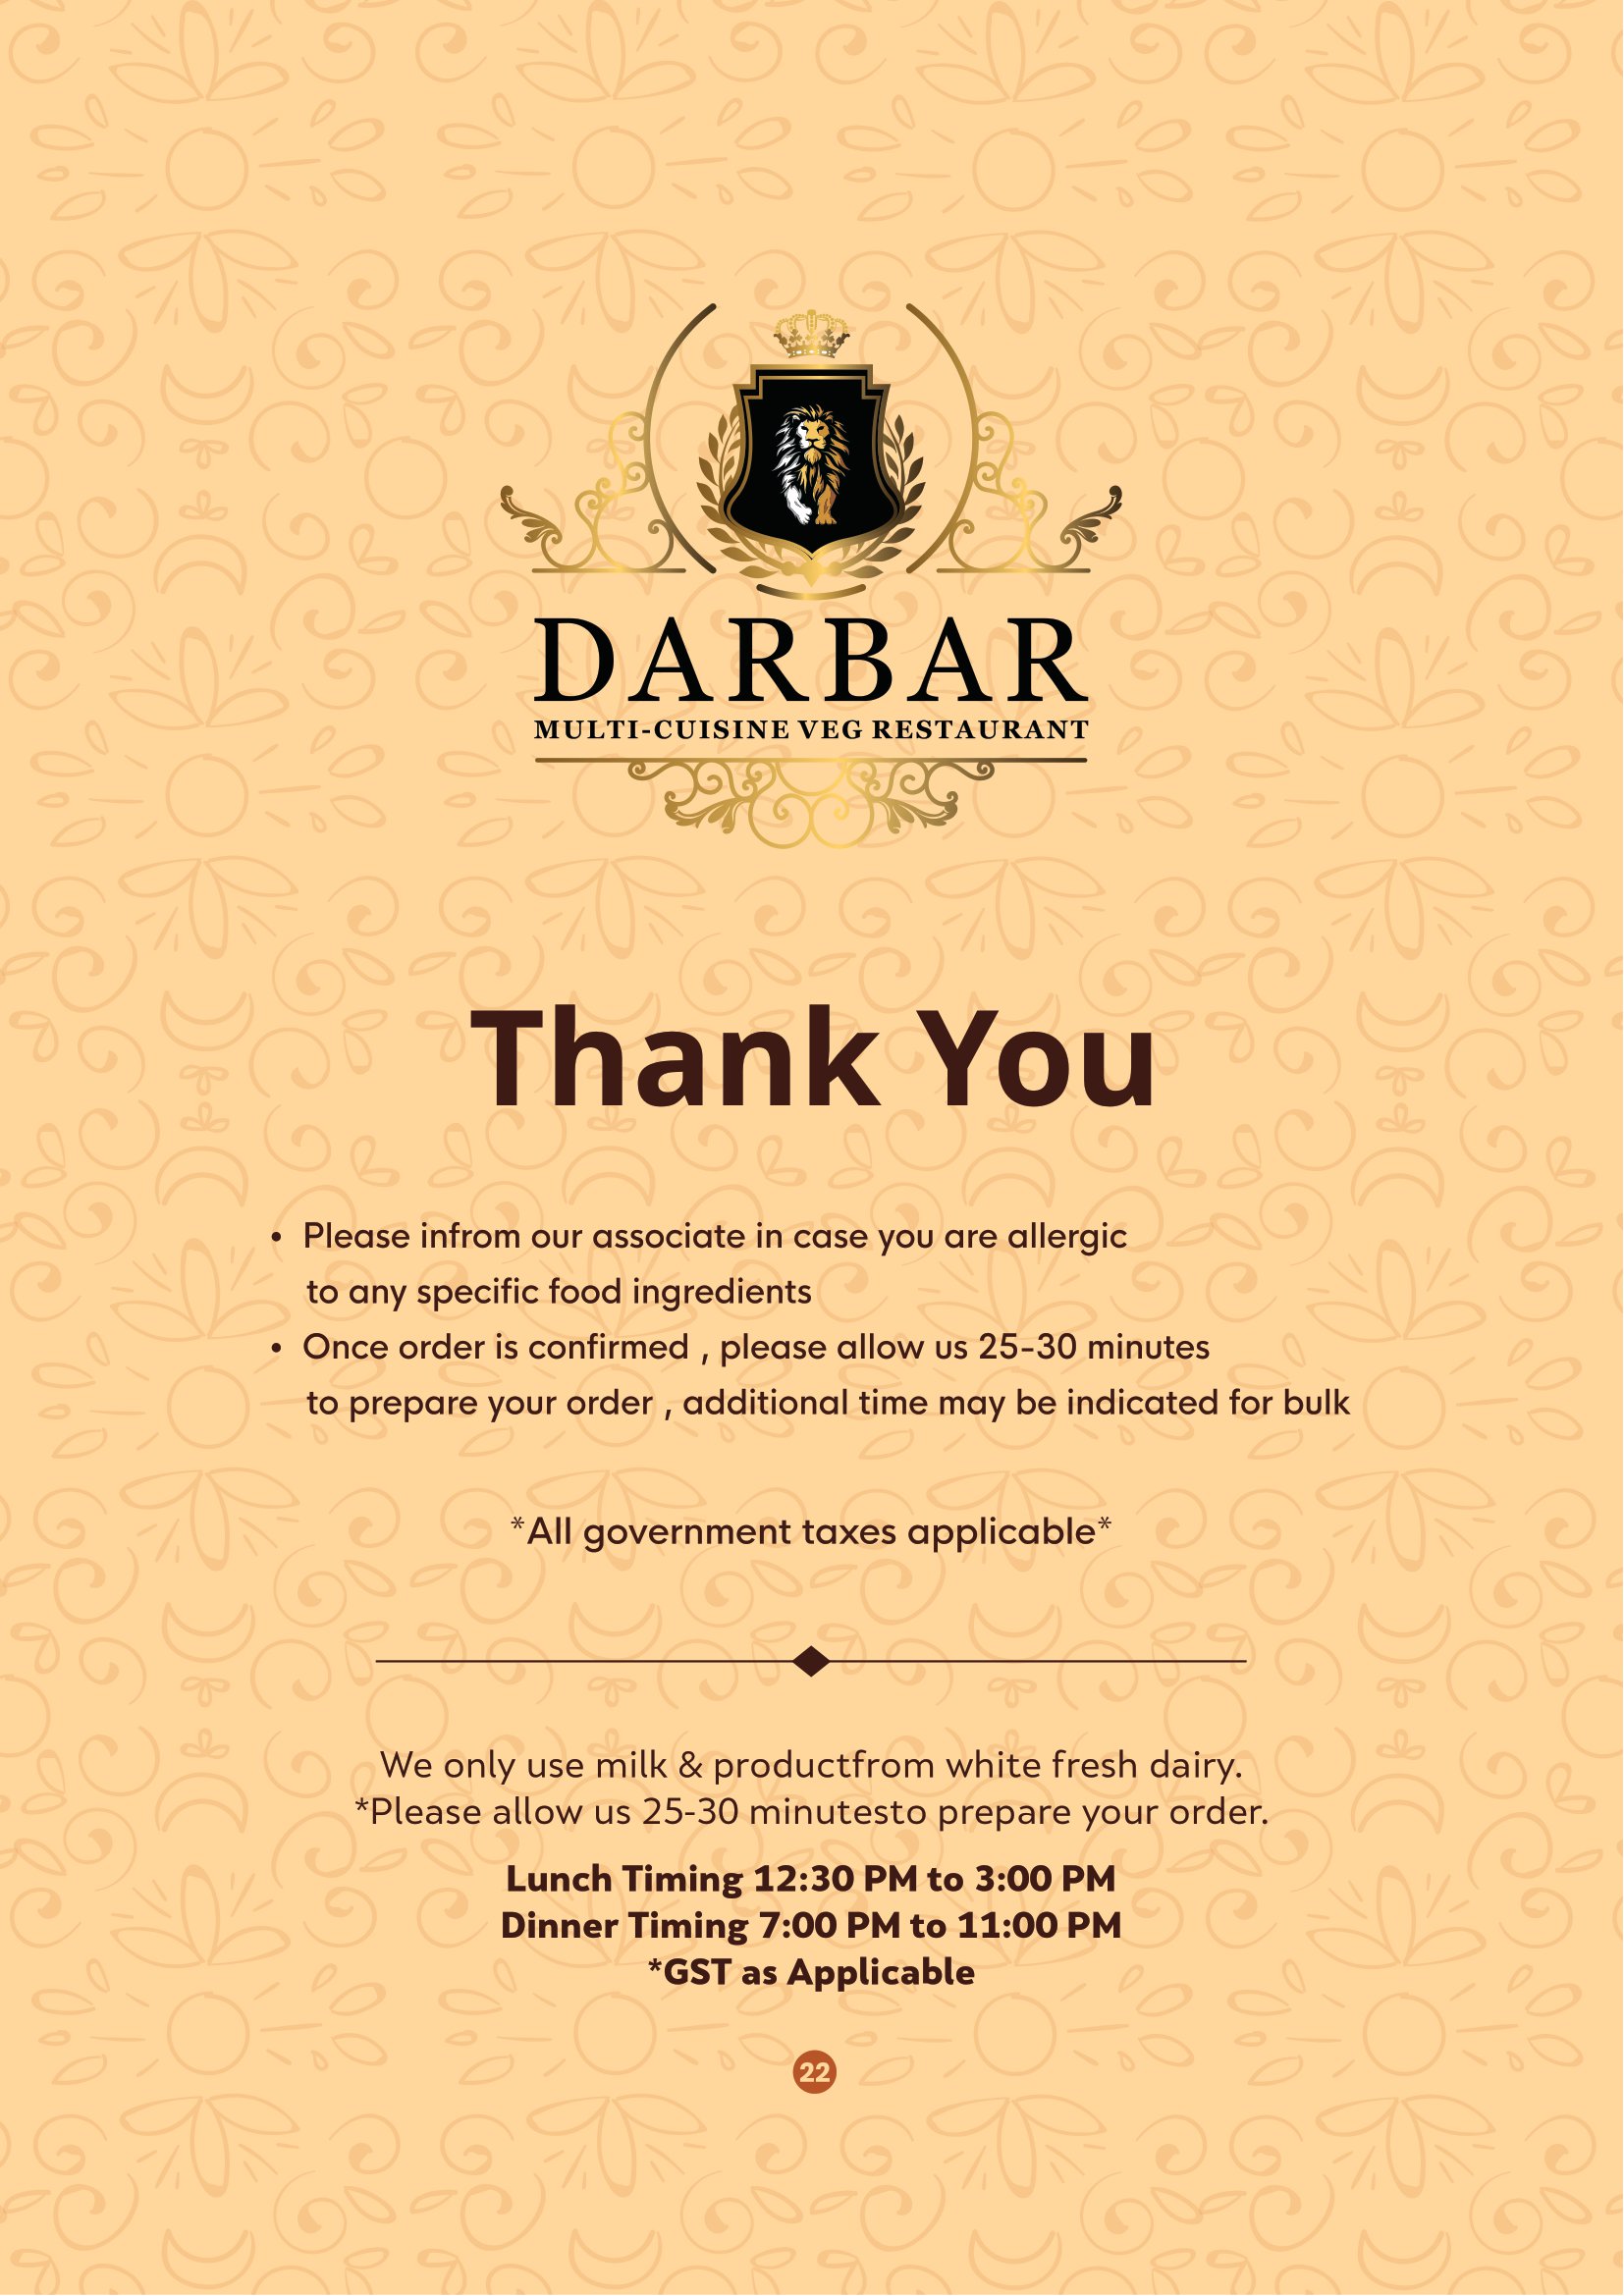 DARBAR
MULTI-CUISINE VEG RESTAURANT
Thank You
• Please infrom our associate in case you are allergic
to any specific food ingredients
• Once order is confirmed , please allow us 25-30 minutes
to prepare your order , additional time may be indicated for bulk
*All government taxes applicable*
We only use milk & productfrom white fresh dairy.
*Please allow us 25-30 minutesto prepare your order.
Lunch Timing 12:30 PM to 3:00 PM
Dinner Timing 7:00 PM to 11:00 PM
*GST as Applicable
22